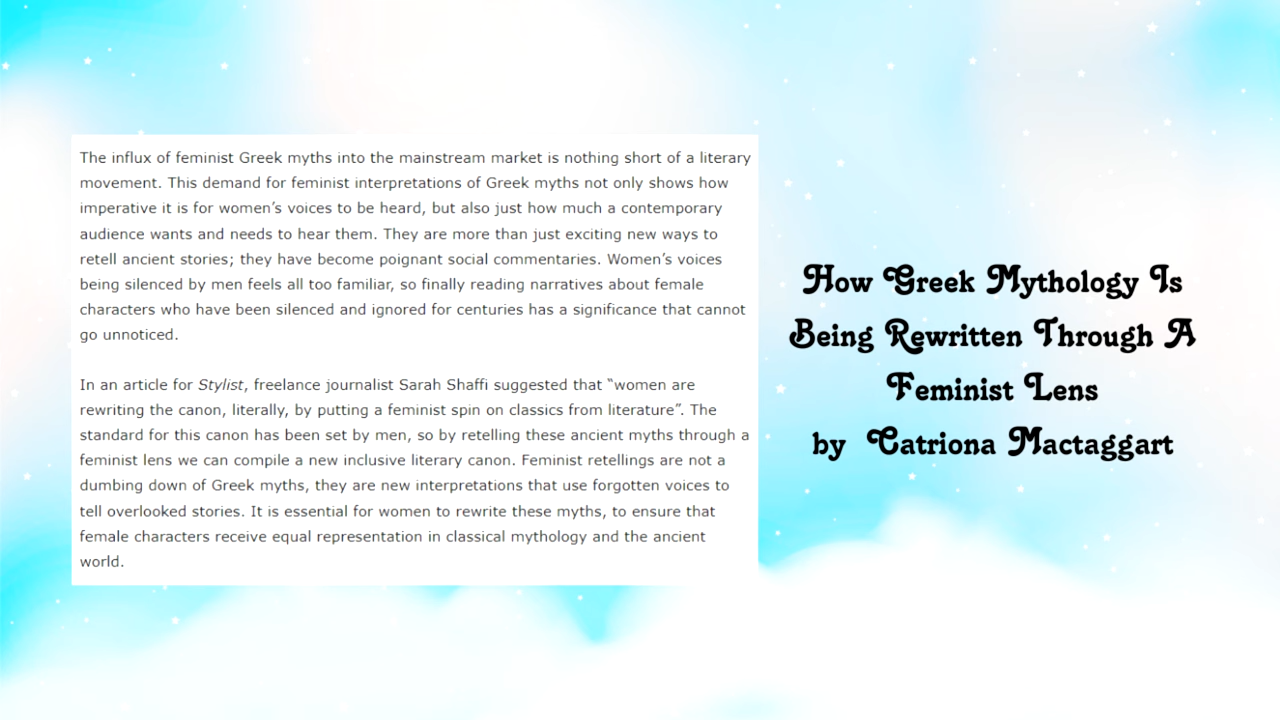 The influx of feminist Greek myths into the mainstream market is nothing short of a literary
movement. This demand for feminist interpretations of Greek myths not only shows how
imperative it is for women’s voices to be heard, but also just how much a contemporary
audience wants and needs to hear them. They are more than just exciting new ways to
retell ancient stories; they have become poignant social commentaries. Women’s voices
being silenced by men feels all too familiar, so finally reading narratives about female
characters who have been silenced and ignored for centuries has a significance that cannot
go unnoticed.
In an article for Stylist, freelance journalist Sarah Shaffi suggested that “women are
rewriting the canon, literally, by putting a feminist spin on classics from literature”. The
standard for this canon has been set by men, so by retelling these ancient myths through a
feminist lens we can compile a new inclusive literary canon. Feminist retellings are not a
dumbing down of Greek myths, they are new interpretations that use forgotten voices to
tell overlooked stories. It is essential for women to rewrite these myths, to ensure that
female characters receive equal representation in classical mythology and the ancient
world.
How Greek Mythology Is
Being Rewritten Through A
Feminist Lens
by Catriona Mactaggart